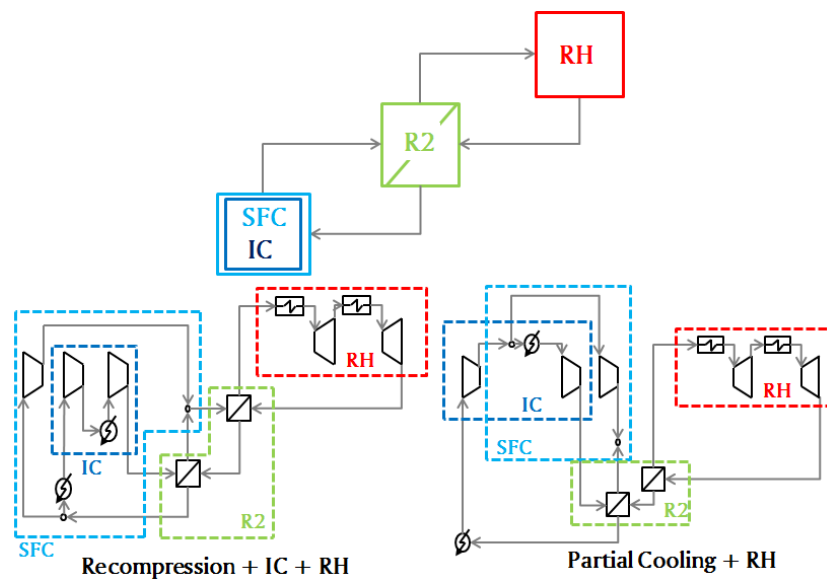 RH
R2
SFC
IC
RH
IC
R2
SFC
Recompression + IC + RH
RH
IC
SFC
R2
Partial Cooling + RH